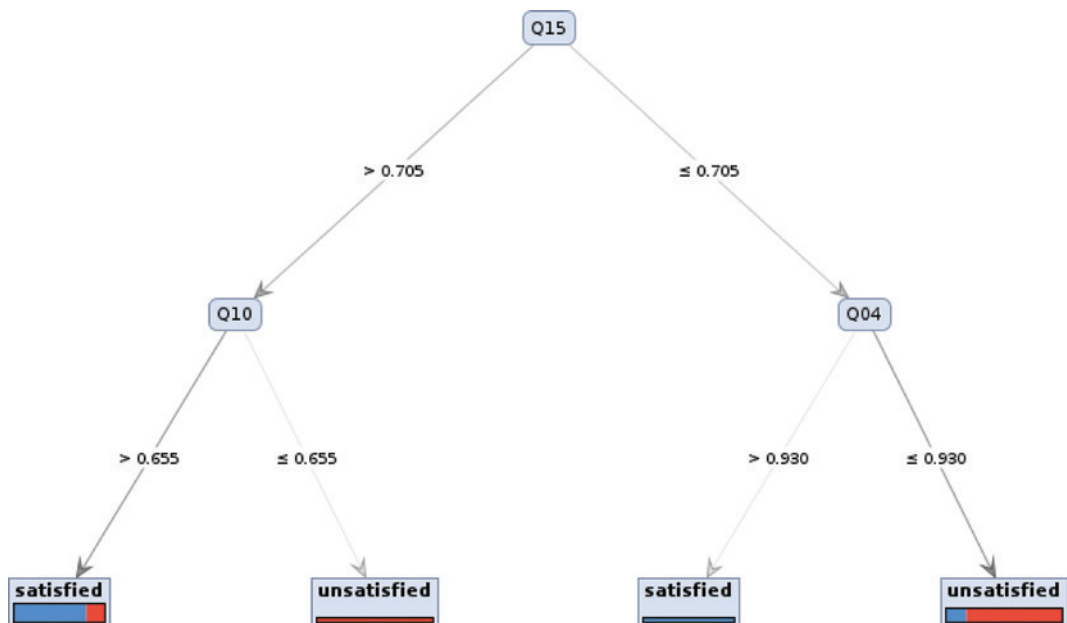 Q15
> 0.705
≤ 0.705
Q10
Q04
> 0.655
≤ 0.655
> 0.930
≤ 0.930
satisfied
unsatisfied
satisfied
unsatisfied